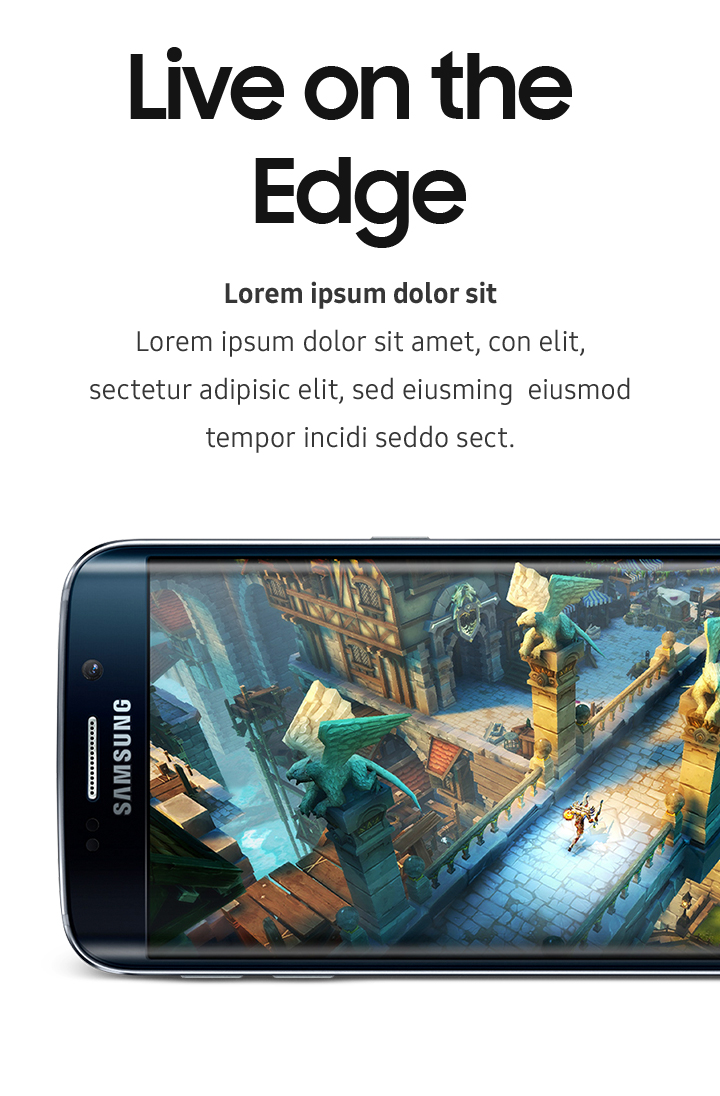 Live on the
Edge
Lorem ipsum dolor sit
Lorem ipsum dolor sit amet, con elit,
sectetur adipisic elit, sed eiusming  eiusmod
tempor incidi seddo sect.
SAMSUNG